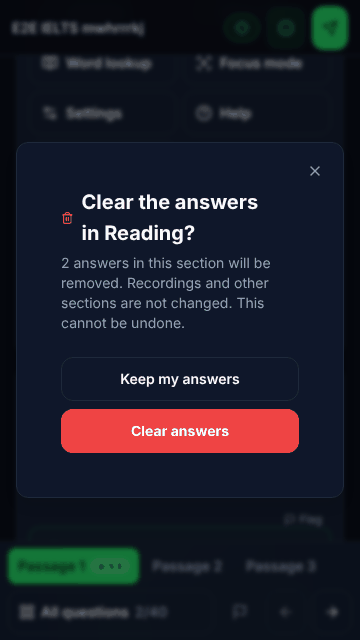 Word lookup
Focus mode
Settings
Help
Clear the answers
in Reading?
2 answers in this section will be
removed. Recordings and other
sections are not changed. This
cannot be undone.
Keep my answers
Clear answers
Flag
Passage 1
Passage 2
Passage 3
All questions 2/40